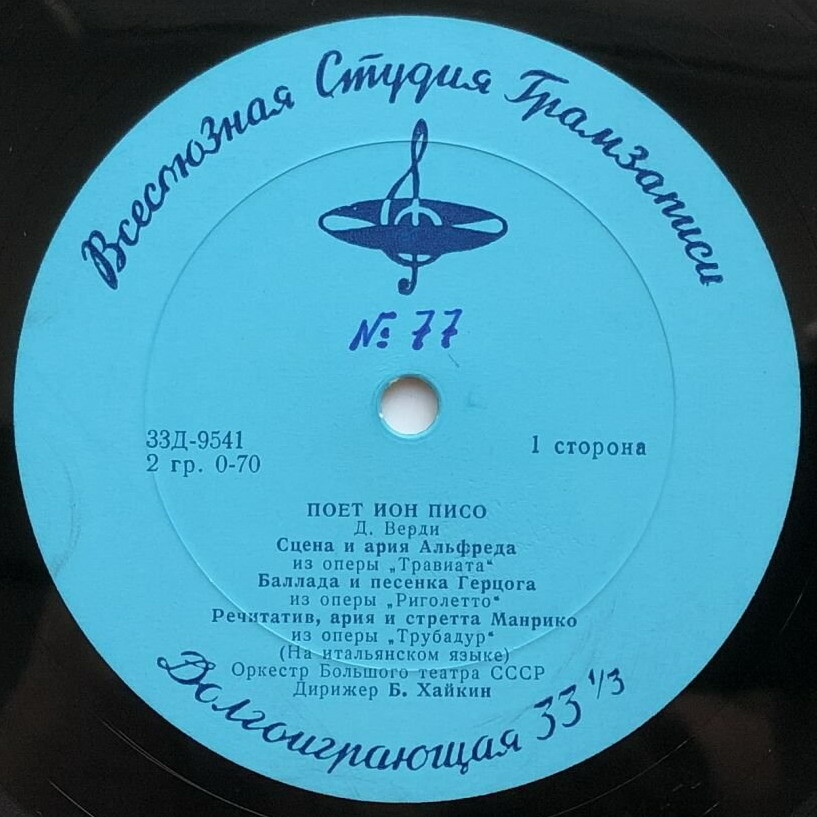 Всесоюзная Студия Грамзаписи
№ 77
33Д-9541
2 гр. 0-70
1 сторона
ПОЕТ ИОН ПИСО
Д. Верди
Сцена и ария Альфреда
из оперы „Травиата“
Баллада и песенка Герцога
из оперы „Риголетто“
Речитатив, ария и стретта Манрико
из оперы „Трубадур“
(На итальянском языке)
Оркестр Большого театра СССР
Дирижер Б. Хайкин
Долгоиграющая 33 1/3